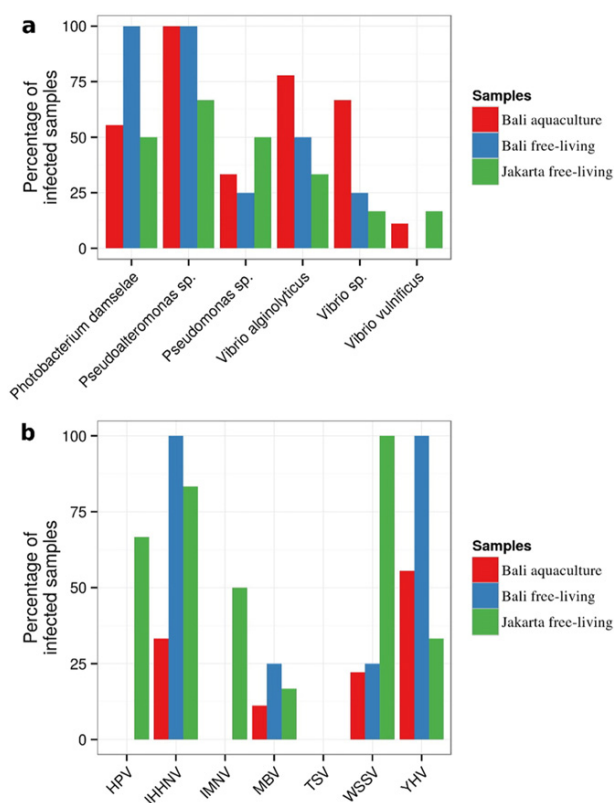 a
Percentage of
infected samples
100
75
50
25
0
Photobacterium damselae
Pseudoalteromonas sp.
Pseudomonas sp.
Vibrio alginolyticus
Vibrio sp.
Vibrio vulnificus
Samples
Bali aquaculture
Bali free-living
Jakarta free-living
b
Percentage of
infected samples
100
75
50
25
0
HPV
IHHNV
IMNV
MBV
TSV
WSSV
YHV
Samples
Bali aquaculture
Bali free-living
Jakarta free-living